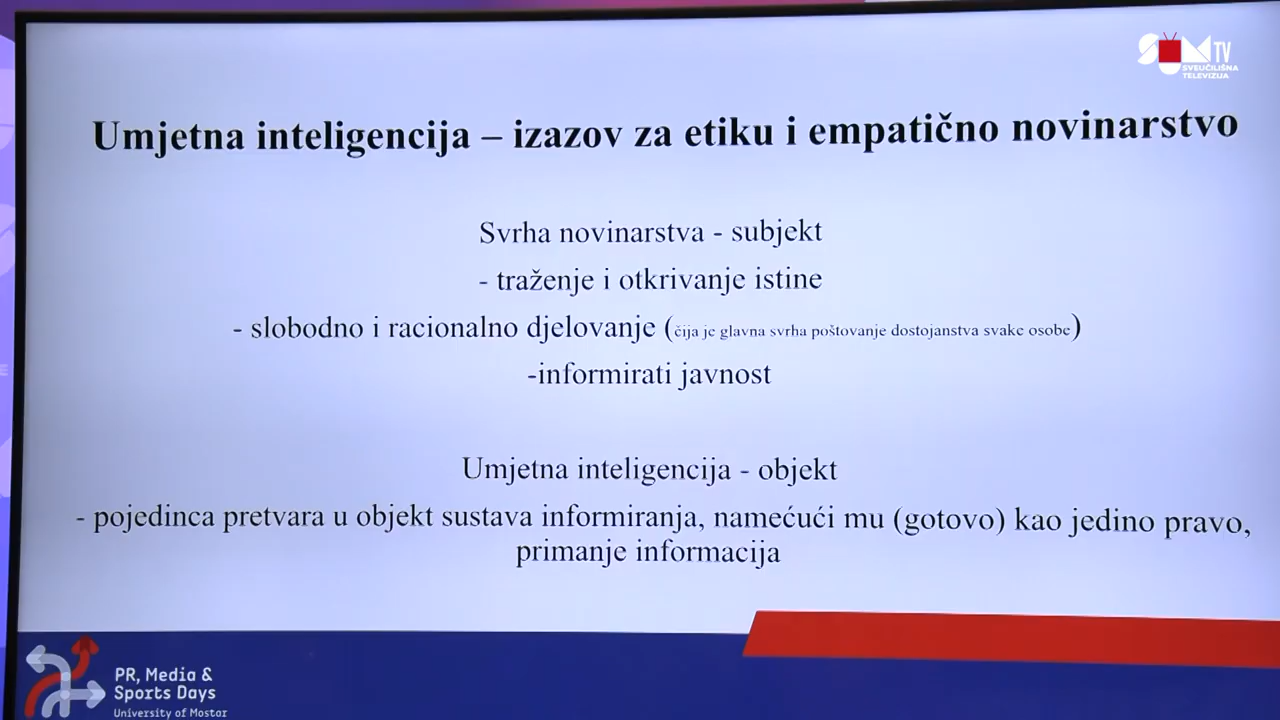 SUM TV
SVEUČILIŠNA
TELEVIZIJA
Umjetna inteligencija – izazov za etiku i empatično novinarstvo
Svrha novinarstva - subjekt
- traženje i otkrivanje istine
- slobodno i racionalno djelovanje (čija je glavna svrha poštovanje dostojanstva svake osobe)
-informirati javnost
Umjetna inteligencija - objekt
- pojedinca pretvara u objekt sustava informiranja, namećući mu (gotovo) kao jedino pravo,
primanje informacija
PR, Media &
Sports Days
University of Mostar